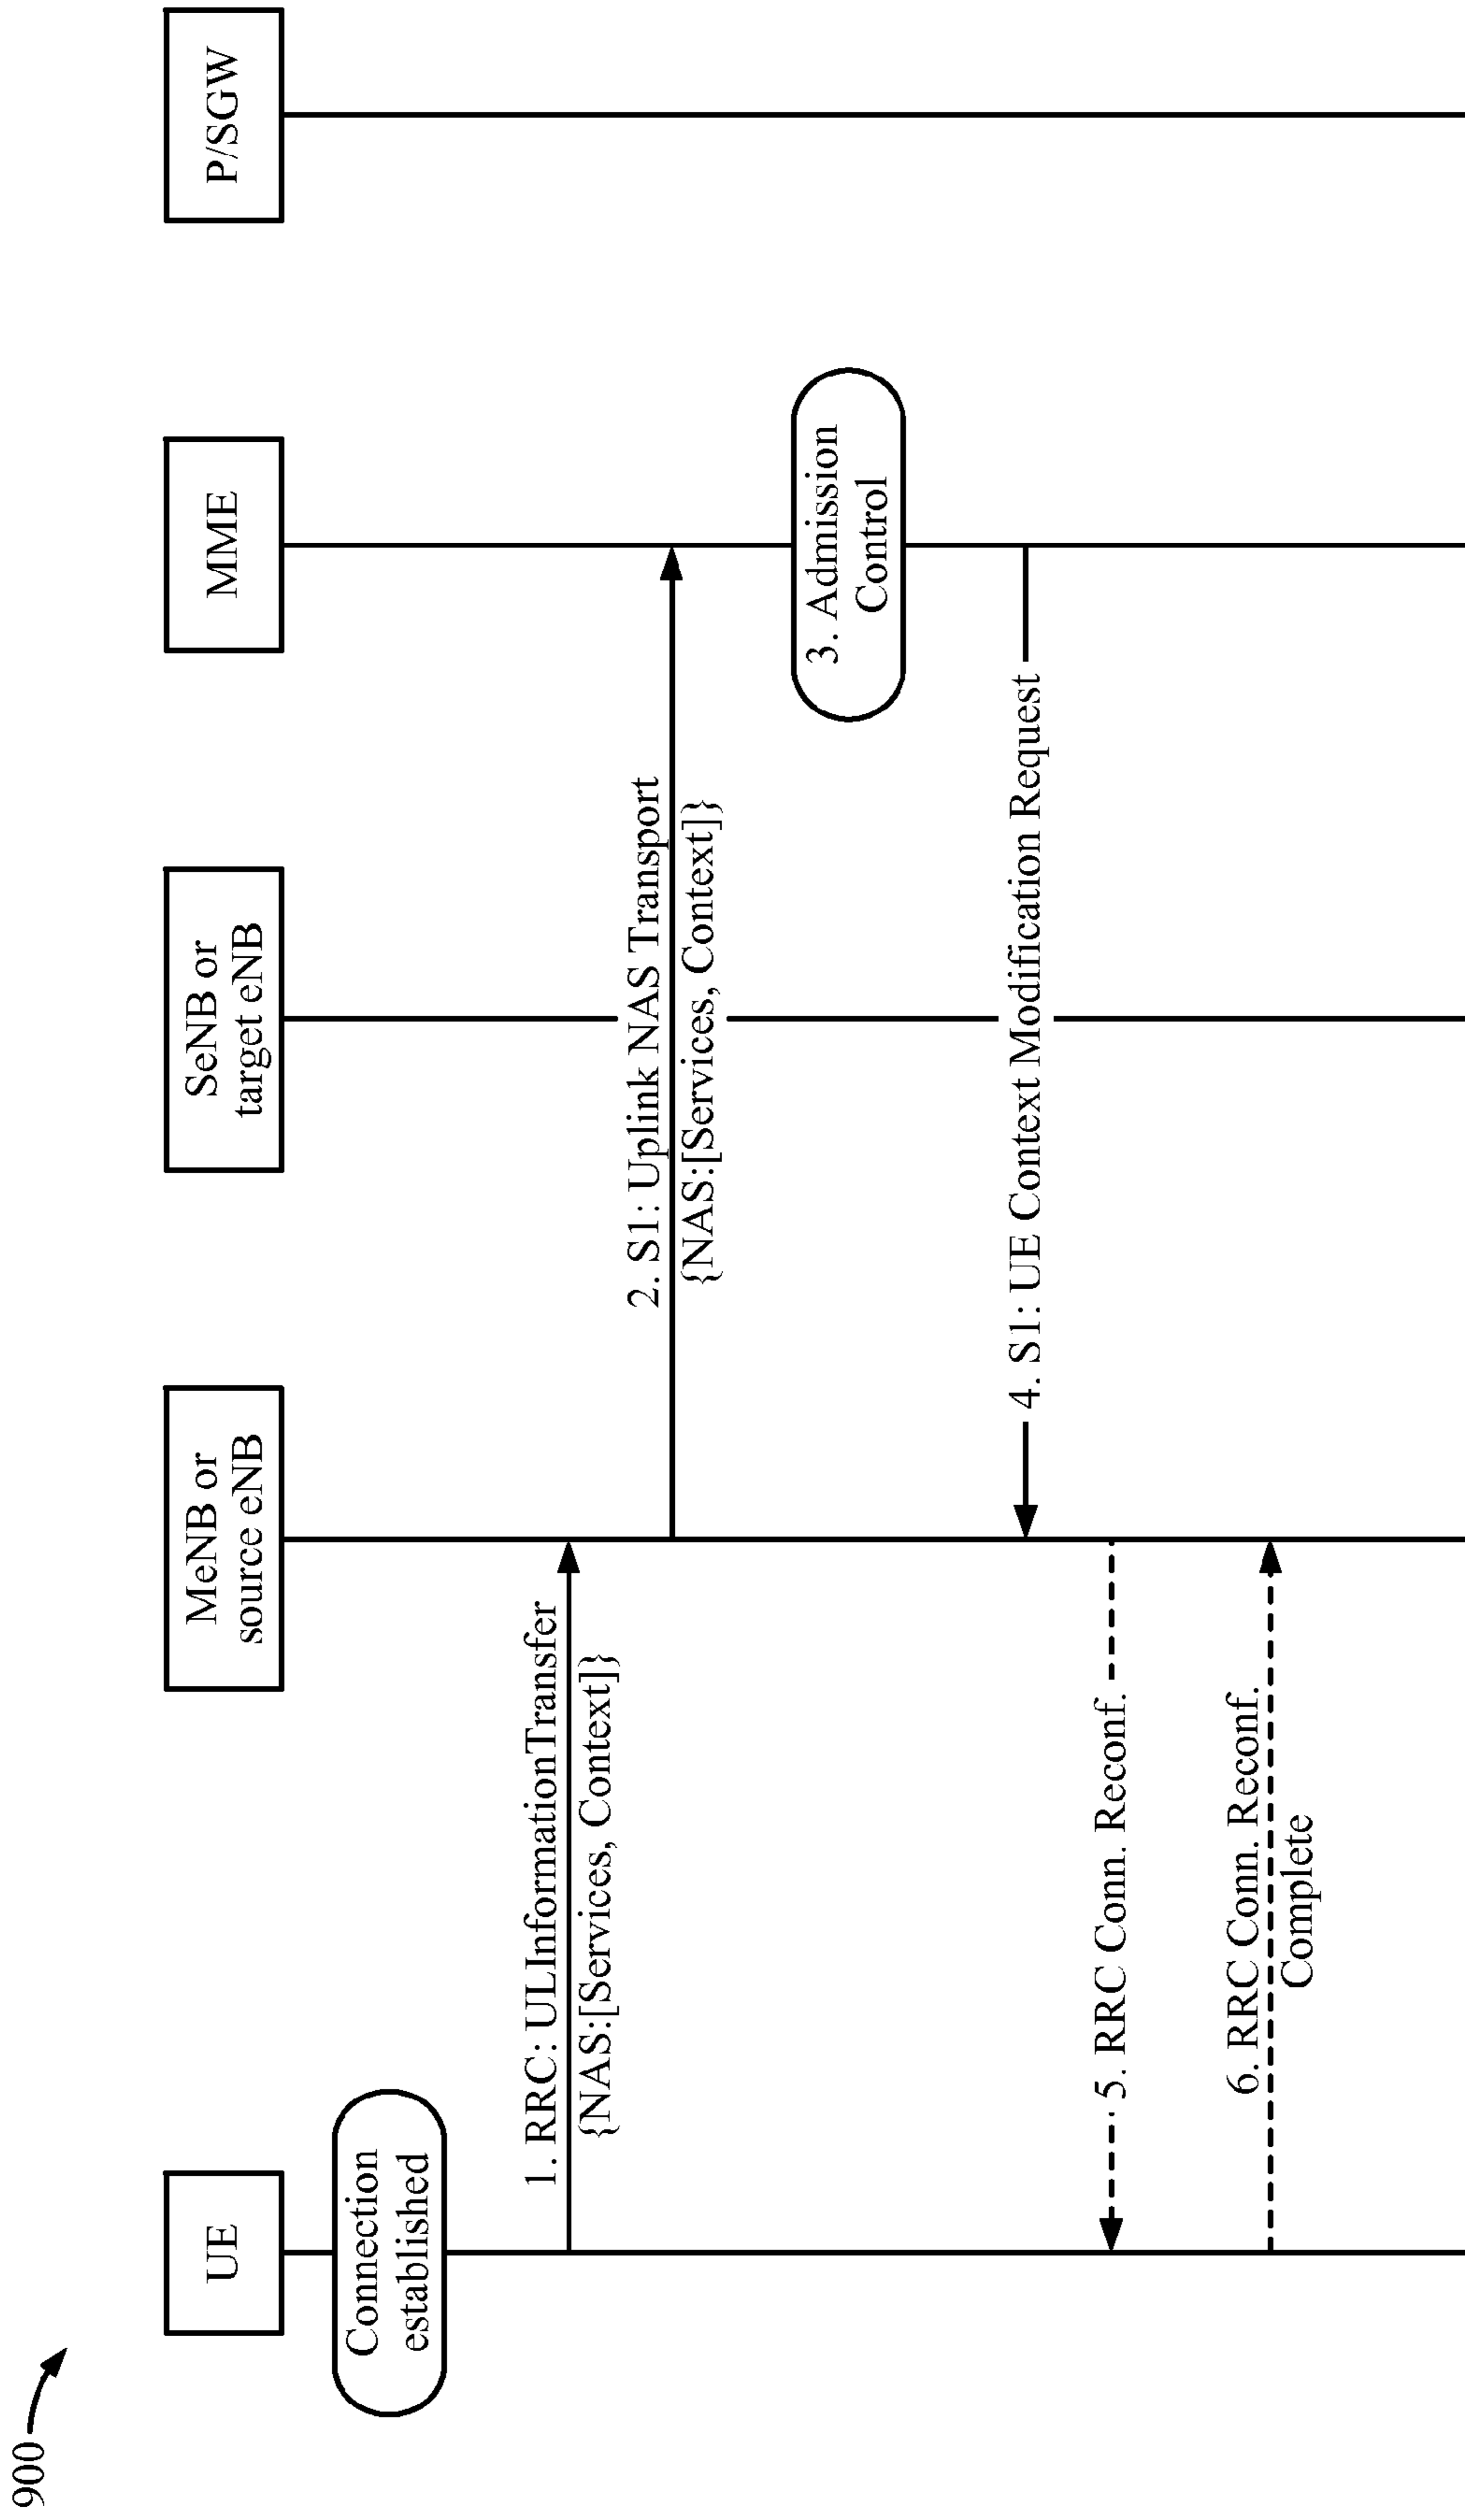 900
UE
MeNB or
source eNB
SeNB or
target eNB
MME
P/SGW
Connection
established
1. RRC: ULInformationTransfer
{NAS:[Services, Context]}
2. S1: Uplink NAS Transport
{NAS:[Services, Context]}
3. Admission
Control
4. S1: UE Context Modification Request
5. RRC Conn. Reconf.
6. RRC Conn. Reconf.
Complete